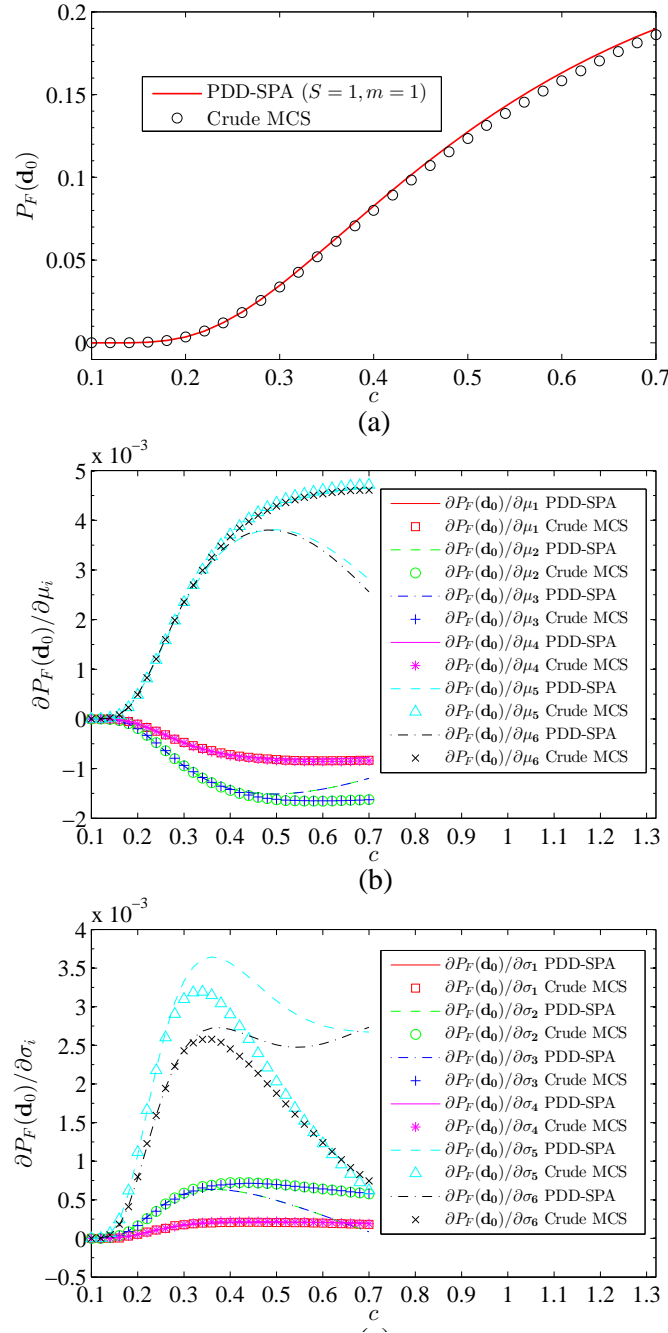 0.2
0.15
0.1
0.05
0
P_F(d_0)
PDD-SPA (S = 1, m = 1)
Crude MCS
0.1 0.2 0.3 0.4 0.5 0.6 0.7
c
(a)
x 10^−3
5
4
3
2
1
0
−1
−2
∂P_F(d_0)/∂μ_i
∂P_F(d_0)/∂μ_1 PDD-SPA
∂P_F(d_0)/∂μ_1 Crude MCS
∂P_F(d_0)/∂μ_2 PDD-SPA
∂P_F(d_0)/∂μ_2 Crude MCS
∂P_F(d_0)/∂μ_3 PDD-SPA
∂P_F(d_0)/∂μ_3 Crude MCS
∂P_F(d_0)/∂μ_4 PDD-SPA
∂P_F(d_0)/∂μ_4 Crude MCS
∂P_F(d_0)/∂μ_5 PDD-SPA
∂P_F(d_0)/∂μ_5 Crude MCS
∂P_F(d_0)/∂μ_6 PDD-SPA
∂P_F(d_0)/∂μ_6 Crude MCS
0.1 0.2 0.3 0.4 0.5 0.6 0.7 0.8 0.9 1 1.1 1.2 1.3
c
(b)
x 10^−3
4
3.5
3
2.5
2
1.5
1
0.5
0
−0.5
∂P_F(d_0)/∂σ_i
∂P_F(d_0)/∂σ_1 PDD-SPA
∂P_F(d_0)/∂σ_1 Crude MCS
∂P_F(d_0)/∂σ_2 PDD-SPA
∂P_F(d_0)/∂σ_2 Crude MCS
∂P_F(d_0)/∂σ_3 PDD-SPA
∂P_F(d_0)/∂σ_3 Crude MCS
∂P_F(d_0)/∂σ_4 PDD-SPA
∂P_F(d_0)/∂σ_4 Crude MCS
∂P_F(d_0)/∂σ_5 PDD-SPA
∂P_F(d_0)/∂σ_5 Crude MCS
∂P_F(d_0)/∂σ_6 PDD-SPA
∂P_F(d_0)/∂σ_6 Crude MCS
0.1 0.2 0.3 0.4 0.5 0.6 0.7 0.8 0.9 1 1.1 1.2 1.3
c